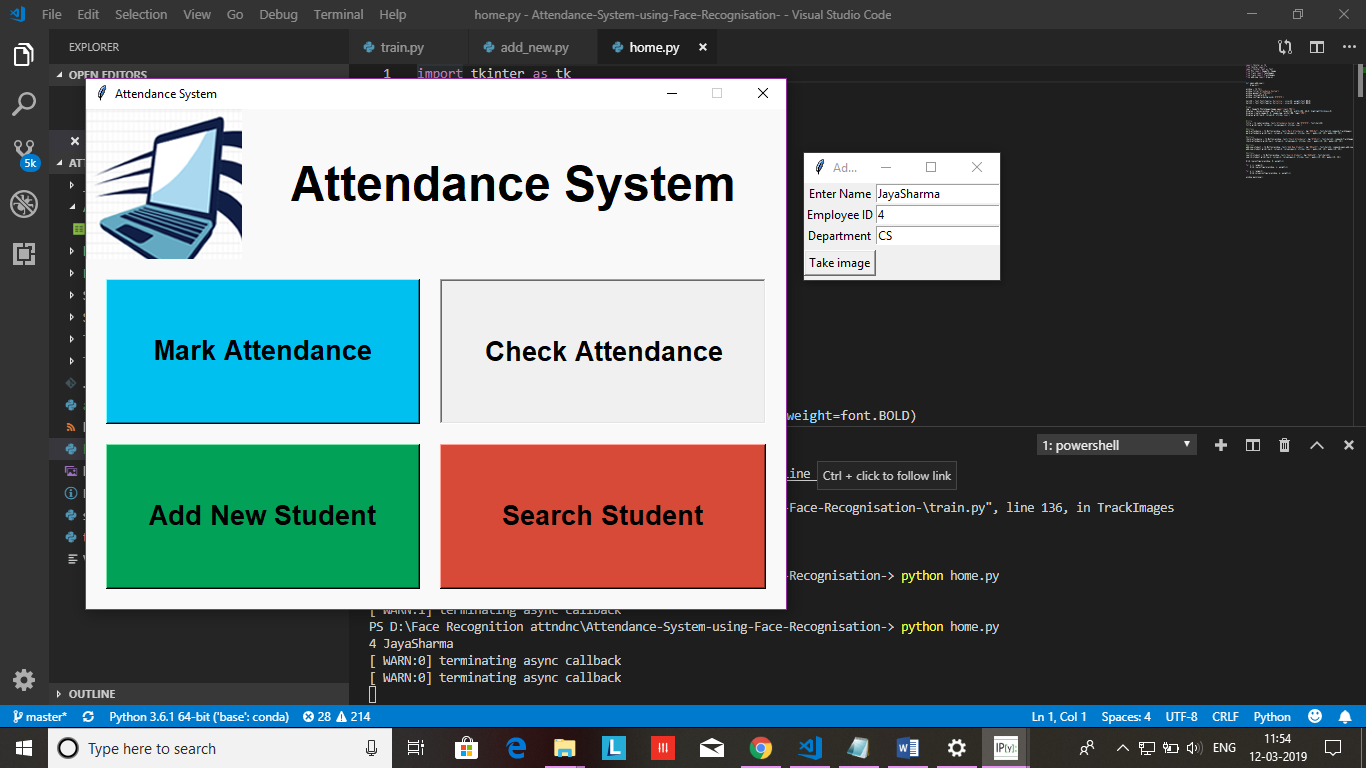 File Edit Selection View Go Debug Terminal Help
home.py - Attendance-System-using-Face-Recognisation- - Visual Studio Code
EXPLORER
train.py
add_new.py
home.py
OPEN EDITORS
1 import tkinter as tk
Attendance System
Attendance System
Mark Attendance
Check Attendance
Add New Student
Search Student
Ad...
Enter Name JayaSharma
Employee ID 4
Department CS
Take image
5k
ATT
weight=font.BOLD)
1: powershell
Ctrl + click to follow link
-Face-Recognisation-\train.py", line 136, in TrackImages
-Recognisation-> python home.py
[ WARN:1] terminating async callback
PS D:\Face Recognition attndnc\Attendance-System-using-Face-Recognisation-> python home.py
4 JayaSharma
[ WARN:0] terminating async callback
[ WARN:0] terminating async callback
OUTLINE
master* Python 3.6.1 64-bit ('base': conda) 28 214
Ln 1, Col 1 Spaces: 4 UTF-8 CRLF Python
Type here to search
L
IP[y]:
ENG
11:54
12-03-2019